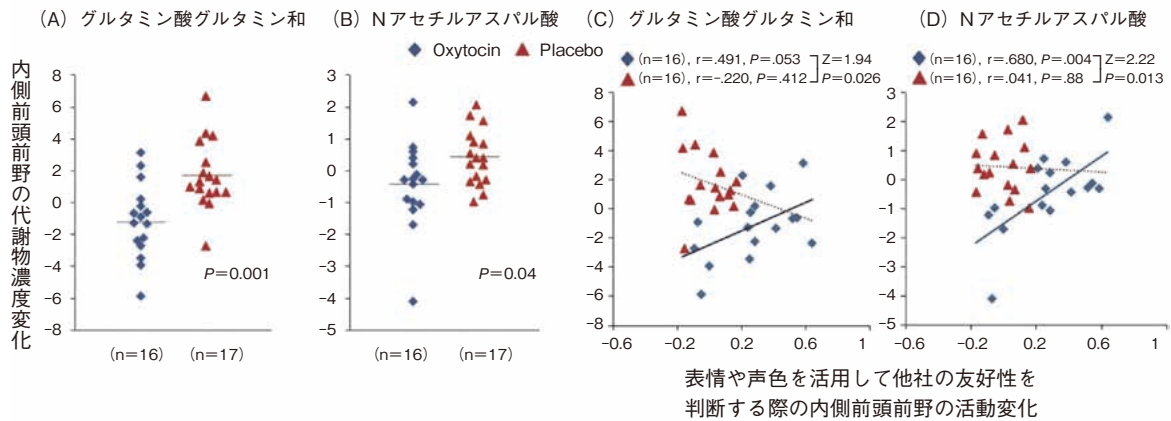 (A) グルタミン酸グルタミン和
(B) Nアセチルアスパル酸
(C) グルタミン酸グルタミン和
(D) Nアセチルアスパル酸
Oxytocin Placebo
(n=16), r=.491, P=.053
(n=16), r=-.220, P=.412
Z=1.94
P=0.026
(n=16), r=.680, P=.004
(n=16), r=.041, P=.88
Z=2.22
P=0.013
内側前頭前野の代謝物濃度変化
8
6
4
2
0
-2
-4
-6
-8
P=0.001
(n=16) (n=17)
3
2
1
0
-1
-2
-3
-4
-5
P=0.04
(n=16) (n=17)
8
6
4
2
0
-2
-4
-6
8
-0.6 -0.2 0.2 0.6 1
3
2
1
0
-1
-2
-3
-4
-5
-0.6 -0.2 0.2 0.6 1
表情や声色を活用して他社の友好性を
判断する際の内側前頭前野の活動変化